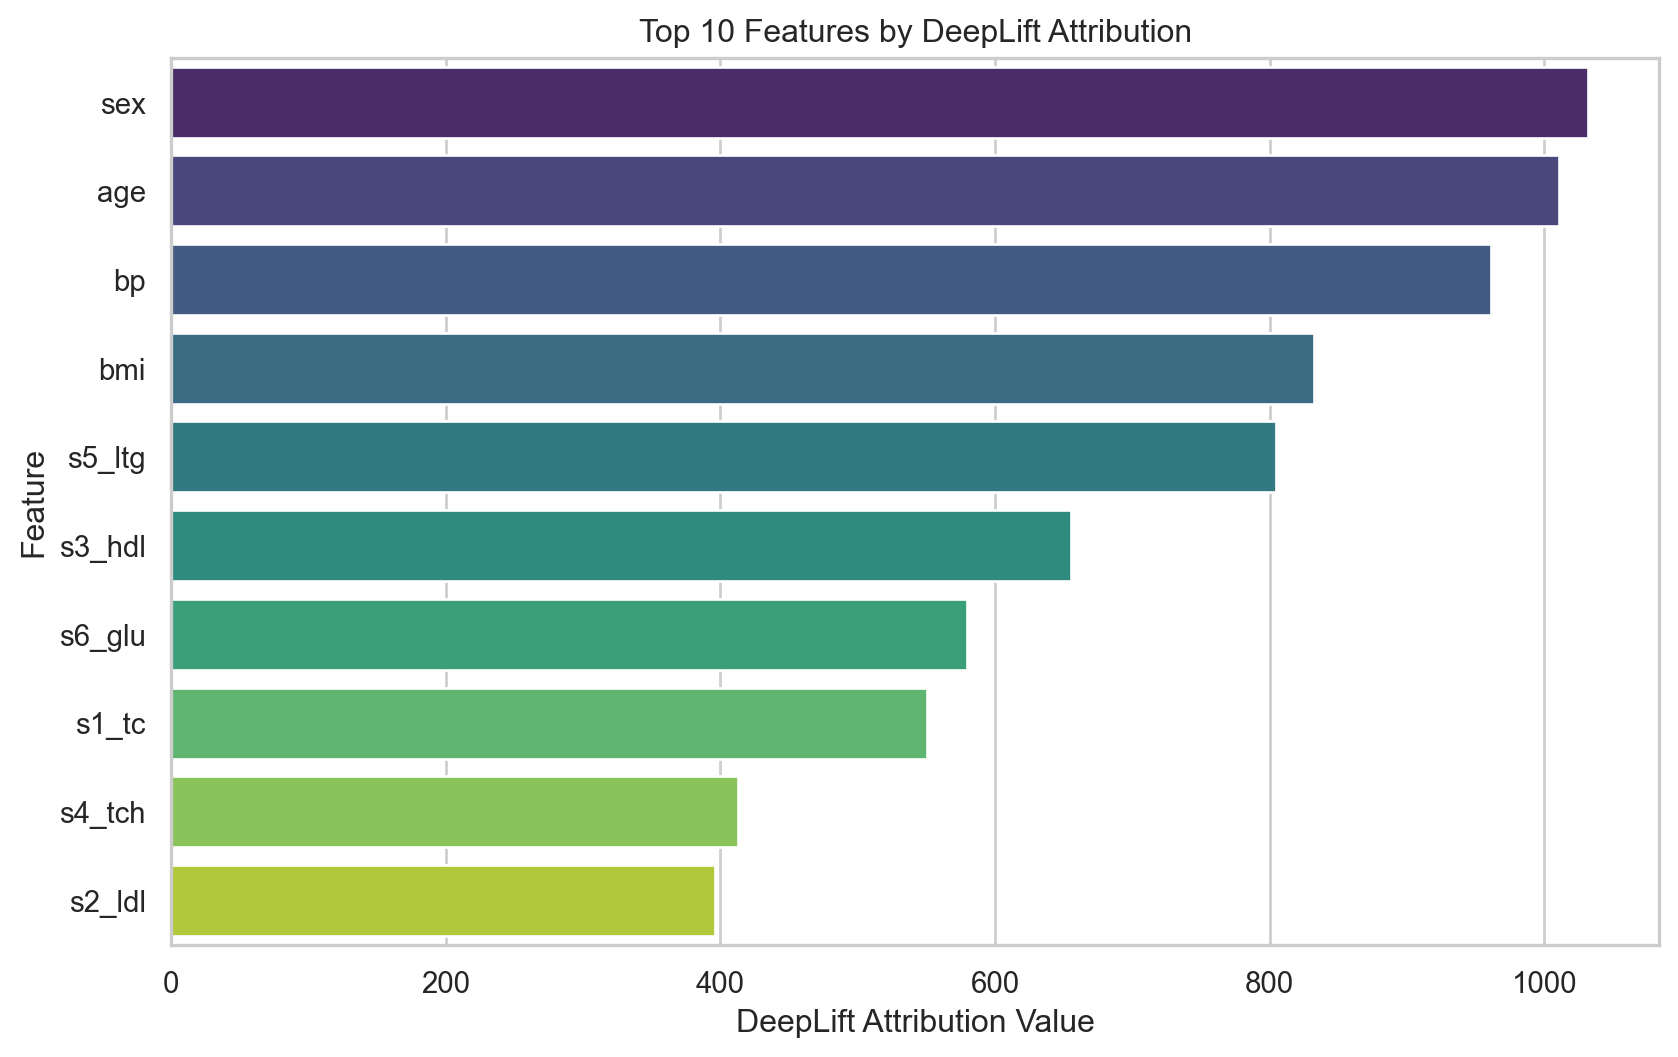 Top 10 Features by DeepLift Attribution
sex
age
bp
bmi
s5_ltg
s3_hdl
s6_glu
s1_tc
s4_tch
s2_ldl
Feature
0 200 400 600 800 1000
DeepLift Attribution Value